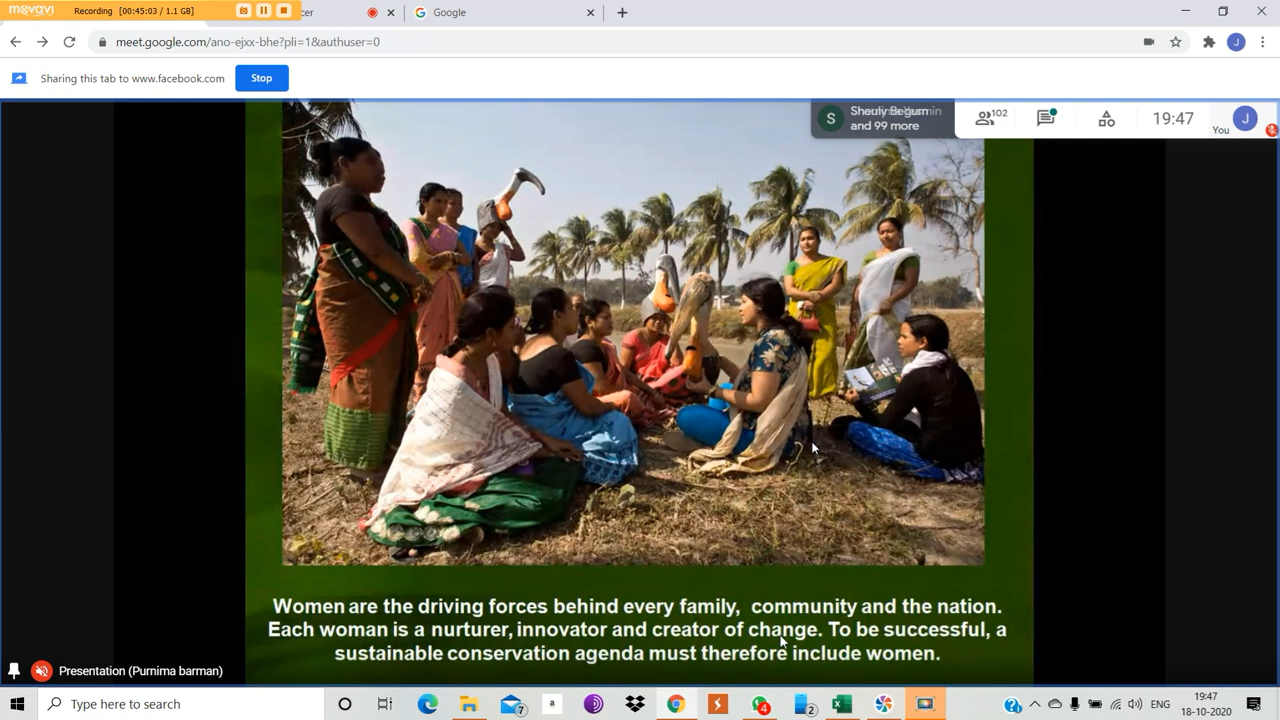 movavi
Recording [00:45:03 / 1.1 GB]
cer
Google
meet.google.com/ano-ejxx-bhe?pli=1&authuser=0
J
Sharing this tab to www.facebook.com
Stop
S
Sheuly Begum
and 99 more
102
19:47
You
J
Women are the driving forces behind every family, community and the nation.
Each woman is a nurturer, innovator and creator of change. To be successful, a
sustainable conservation agenda must therefore include women.
Presentation (Purnima barman)
Type here to search
7
a
4
2
ENG
19:47
18-10-2020